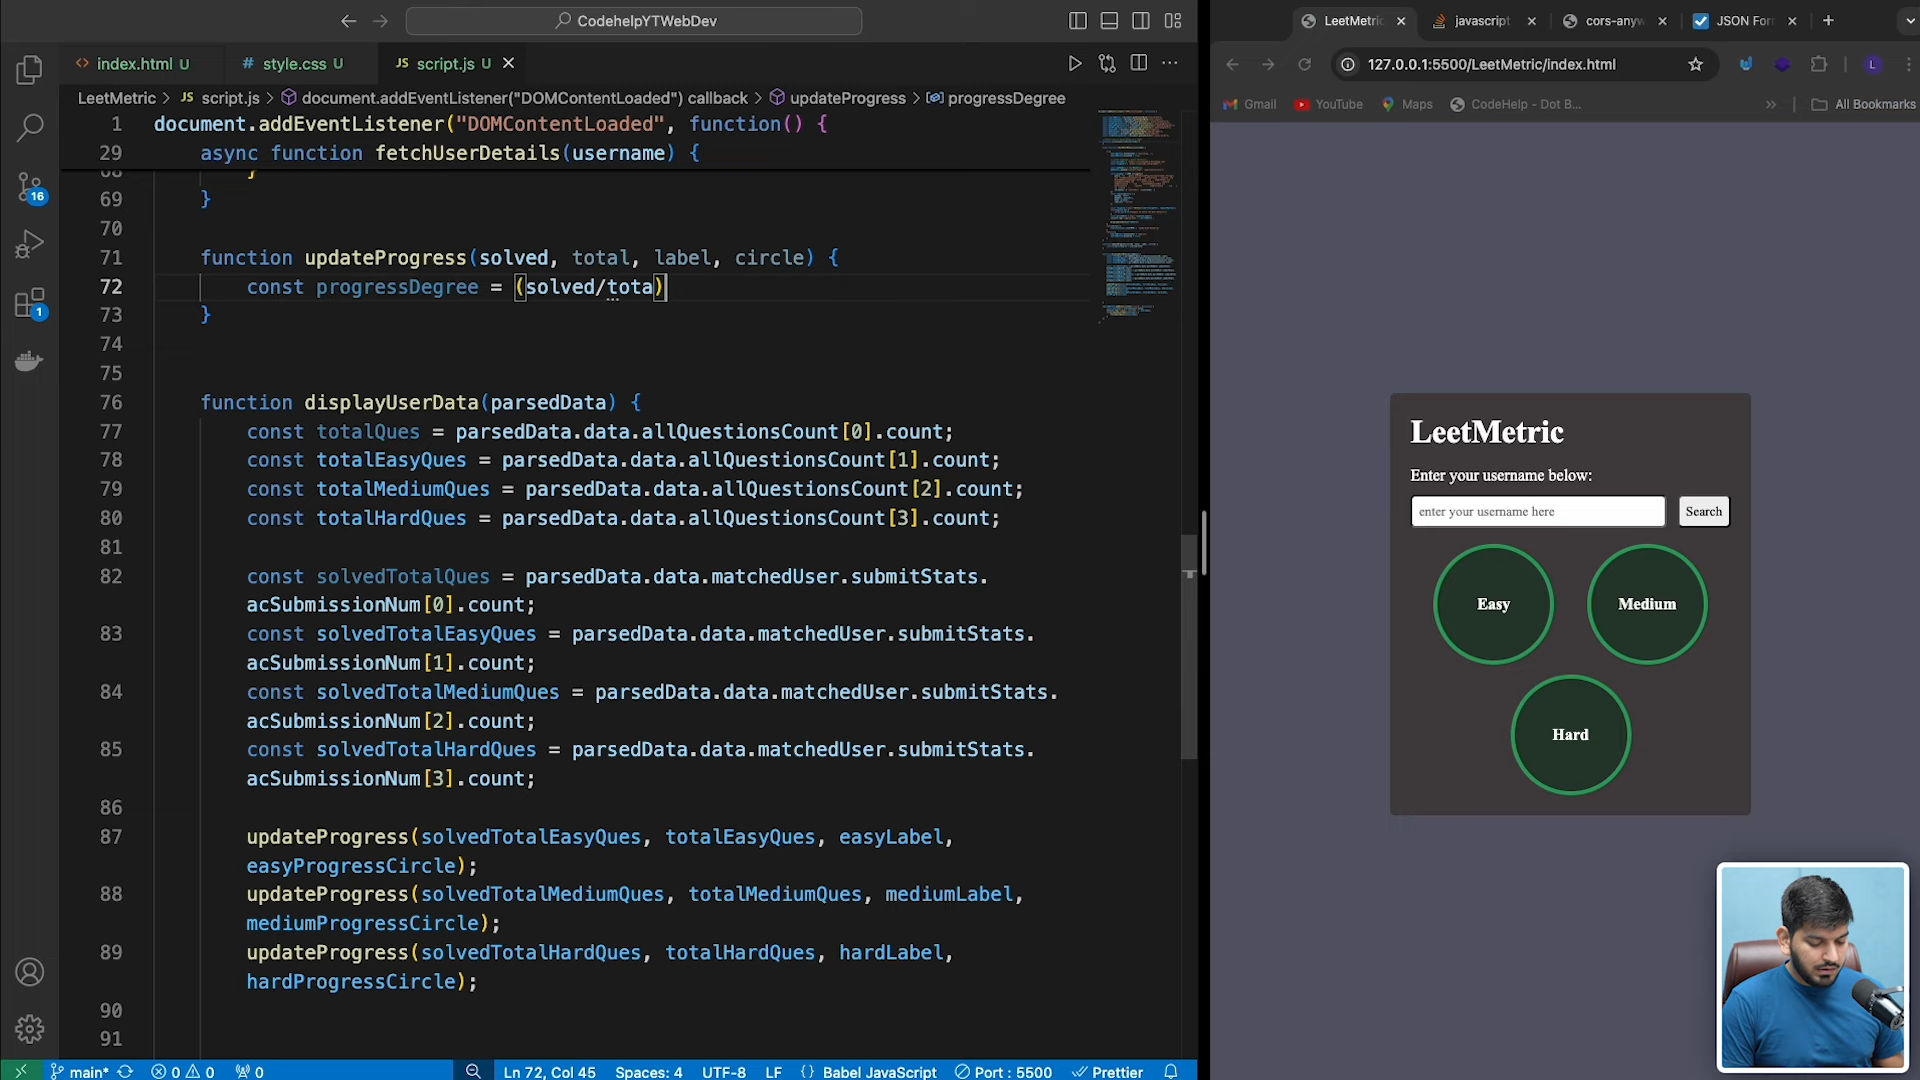 CodehelpYTWebDev
index.html U
# style.css U
JS script.js U
LeetMetric > JS script.js > document.addEventListener("DOMContentLoaded") callback > updateProgress > progressDegree
1 document.addEventListener("DOMContentLoaded", function() {
29 async function fetchUserDetails(username) {
68 }
69 }
70
71 function updateProgress(solved, total, label, circle) {
72 const progressDegree = (solved/tota)
73 }
74
75
76 function displayUserData(parsedData) {
77 const totalQues = parsedData.data.allQuestionsCount[0].count;
78 const totalEasyQues = parsedData.data.allQuestionsCount[1].count;
79 const totalMediumQues = parsedData.data.allQuestionsCount[2].count;
80 const totalHardQues = parsedData.data.allQuestionsCount[3].count;
81
82 const solvedTotalQues = parsedData.data.matchedUser.submitStats.
acSubmissionNum[0].count;
83 const solvedTotalEasyQues = parsedData.data.matchedUser.submitStats.
acSubmissionNum[1].count;
84 const solvedTotalMediumQues = parsedData.data.matchedUser.submitStats.
acSubmissionNum[2].count;
85 const solvedTotalHardQues = parsedData.data.matchedUser.submitStats.
acSubmissionNum[3].count;
86
87 updateProgress(solvedTotalEasyQues, totalEasyQues, easyLabel,
easyProgressCircle);
88 updateProgress(solvedTotalMediumQues, totalMediumQues, mediumLabel,
mediumProgressCircle);
89 updateProgress(solvedTotalHardQues, totalHardQues, hardLabel,
hardProgressCircle);
90
91
16
1
main* 0 0 0
Ln 72, Col 45 Spaces: 4 UTF-8 LF {} Babel JavaScript Port : 5500 Prettier
LeetMetric
javascript
cors-anyw
JSON For
127.0.0.1:5500/LeetMetric/index.html
L
Gmail YouTube Maps CodeHelp - Dot B... » All Bookmarks
LeetMetric
Enter your username below:
enter your username here
Search
Easy
Medium
Hard